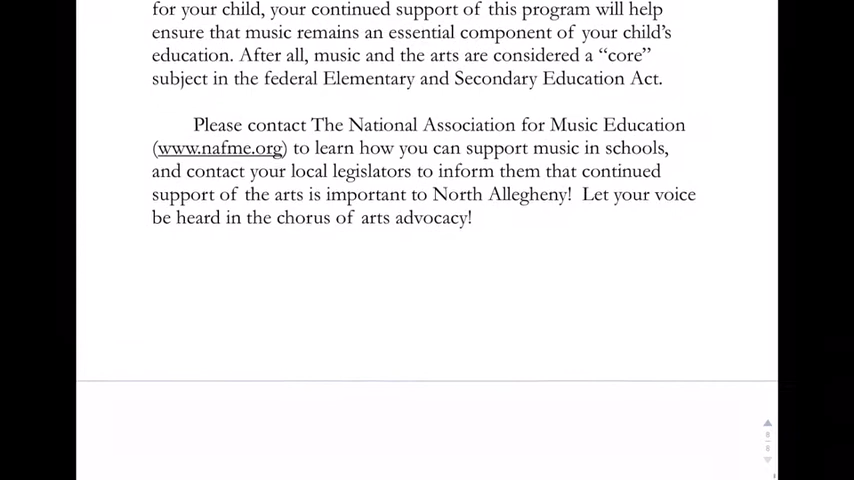 for your child, your continued support of this program will help
ensure that music remains an essential component of your child's
education. After all, music and the arts are considered a “core”
subject in the federal Elementary and Secondary Education Act.
Please contact The National Association for Music Education
(www.nafme.org) to learn how you can support music in schools,
and contact your local legislators to inform them that continued
support of the arts is important to North Allegheny! Let your voice
be heard in the chorus of arts advocacy!